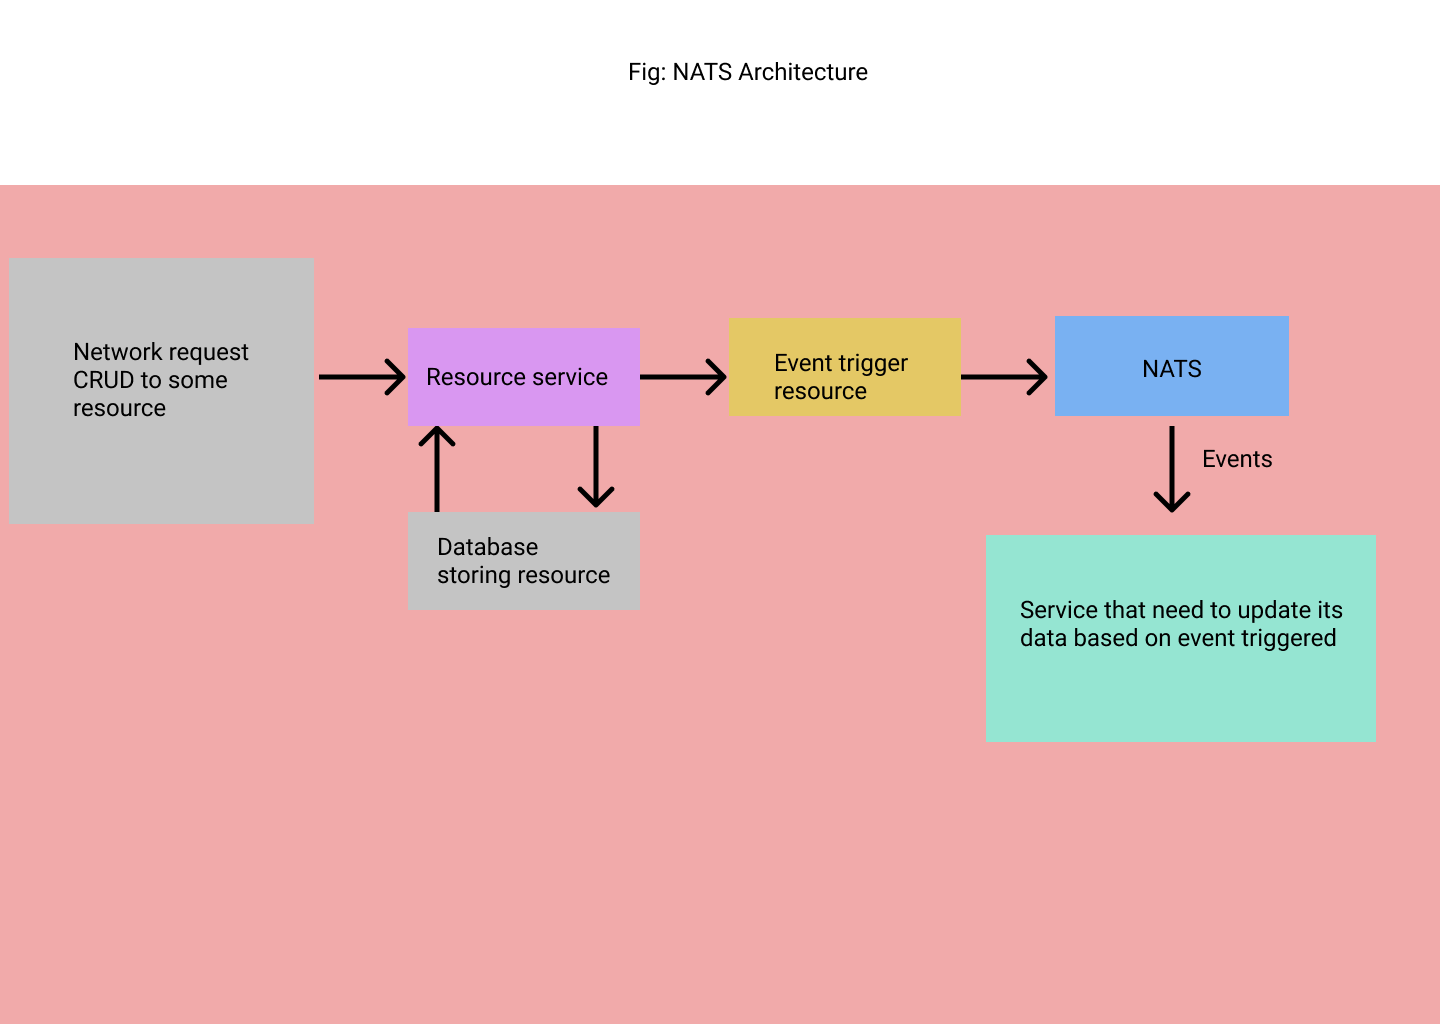 Fig: NATS Architecture
Network request
CRUD to some
resource
Resource service
Event trigger
resource
NATS
Events
Database
storing resource
Service that need to update its
data based on event triggered